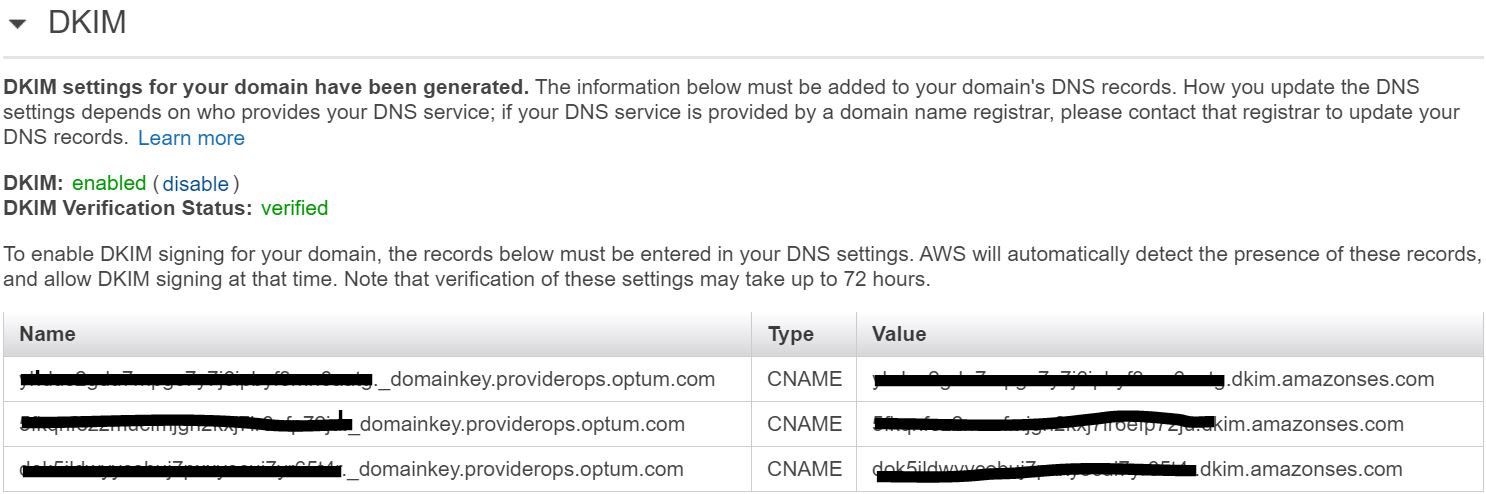 DKIM
DKIM settings for your domain have been generated. The information below must be added to your domain's DNS records. How you update the DNS
settings depends on who provides your DNS service; if your DNS service is provided by a domain name registrar, please contact that registrar to update your
DNS records. Learn more
DKIM: enabled (disable)
DKIM Verification Status: verified
To enable DKIM signing for your domain, the records below must be entered in your DNS settings. AWS will automatically detect the presence of these records,
and allow DKIM signing at that time. Note that verification of these settings may take up to 72 hours.
Name Type Value
._domainkey.providerops.optum.com CNAME .dkim.amazonses.com
_domainkey.providerops.optum.com CNAME dkim.amazonses.com
._domainkey.providerops.optum.com CNAME .dkim.amazonses.com